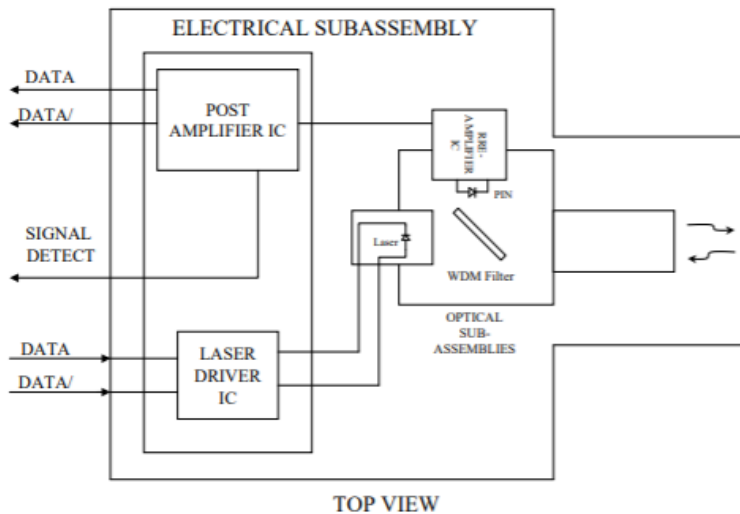 ELECTRICAL SUBASSEMBLY
DATA
DATA/
POST
AMPLIFIER IC
RRE-
AMPLIFIER
IC
PIN
SIGNAL
DETECT
Laser
WDM Filter
OPTICAL
SUB-
ASSEMBLIES
DATA
DATA/
LASER
DRIVER
IC
TOP VIEW